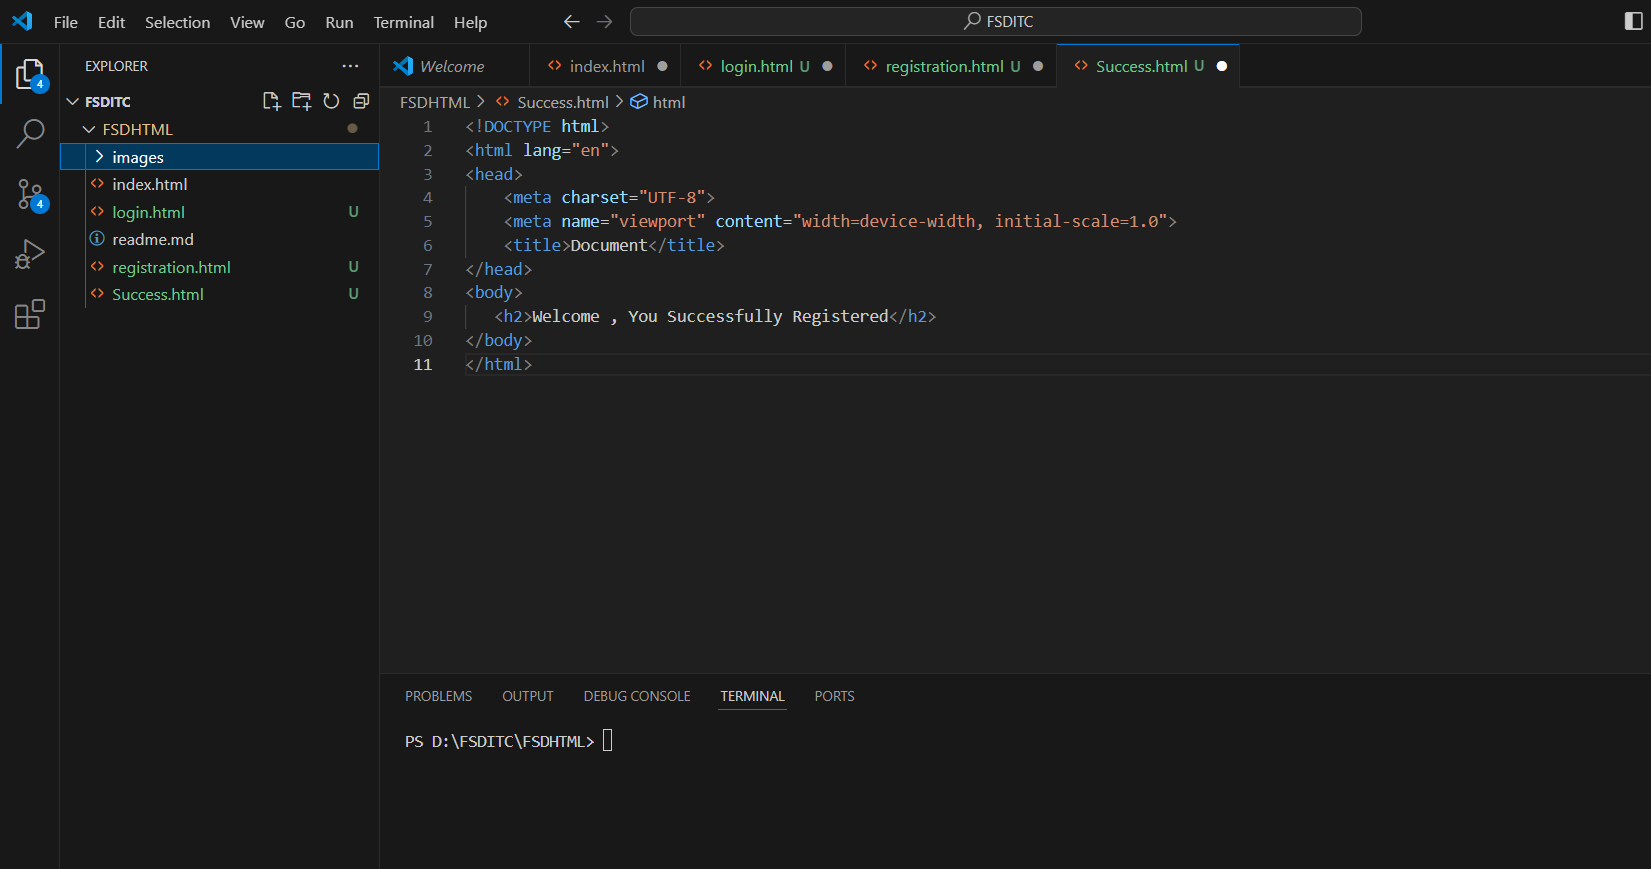 File Edit Selection View Go Run Terminal Help FSDITC
EXPLORER
4
4
FSDITC
FSDHTML
images
index.html
login.html U
readme.md
registration.html U
Success.html U
Welcome index.html login.html U registration.html U Success.html U
FSDHTML > Success.html > html
1 <!DOCTYPE html>
2 <html lang="en">
3 <head>
4 <meta charset="UTF-8">
5 <meta name="viewport" content="width=device-width, initial-scale=1.0">
6 <title>Document</title>
7 </head>
8 <body>
9 <h2>Welcome , You Successfully Registered</h2>
10 </body>
11 </html>
PROBLEMS OUTPUT DEBUG CONSOLE TERMINAL PORTS
PS D:\FSDITC\FSDHTML>